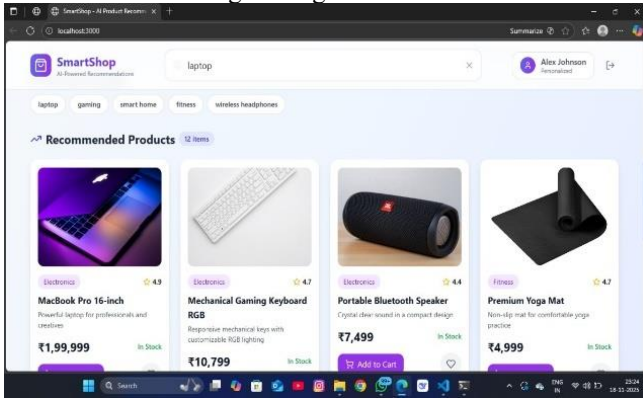 SmartShop - AI Product Recomm
localhost:3000
Summarize
SmartShop
AI-Powered Recommendations
laptop
Alex Johnson
Personalized
laptop gaming smart home fitness wireless headphones
Recommended Products 12 items
Electronics 4.9
MacBook Pro 16-inch
Powerful laptop for professionals and
creatives
₹1,99,999 In Stock
Electronics 4.7
Mechanical Gaming Keyboard
RGB
Responsive mechanical keys with
customizable RGB lighting
₹10,799 In Stock
JBL
Electronics 4.4
Portable Bluetooth Speaker
Crystal clear sound in a compact design
₹7,499 In Stock
Add to Cart
Fitness 4.7
Premium Yoga Mat
Non-slip mat for comfortable yoga
practice
₹4,999 In Stock
Search
ENG
IN
23:24
18-11-2025